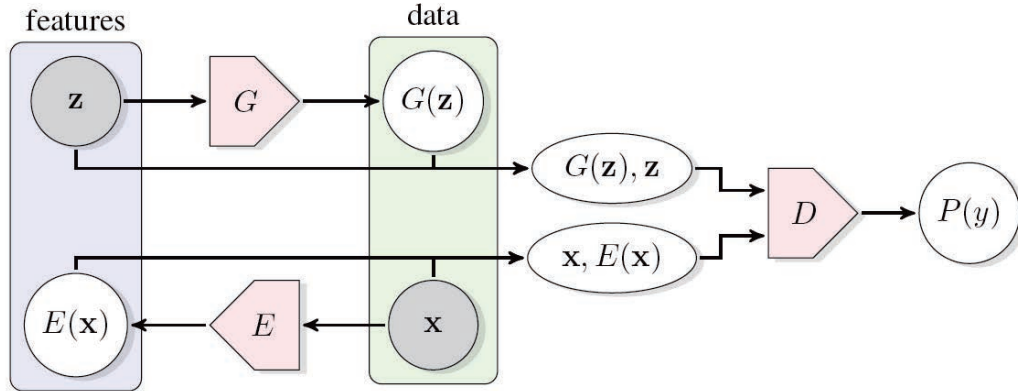 features
data
z
G
G(z)
G(z), z
D
P(y)
x, E(x)
E(x)
E
x